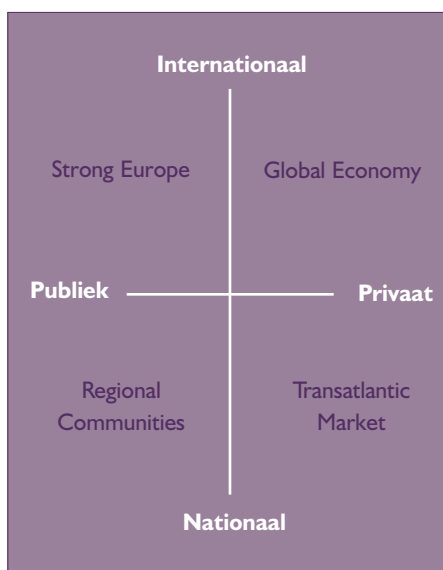 Internationaal
Strong Europe
Global Economy
Publiek
Privaat
Regional
Communities
Transatlantic
Market
Nationaal